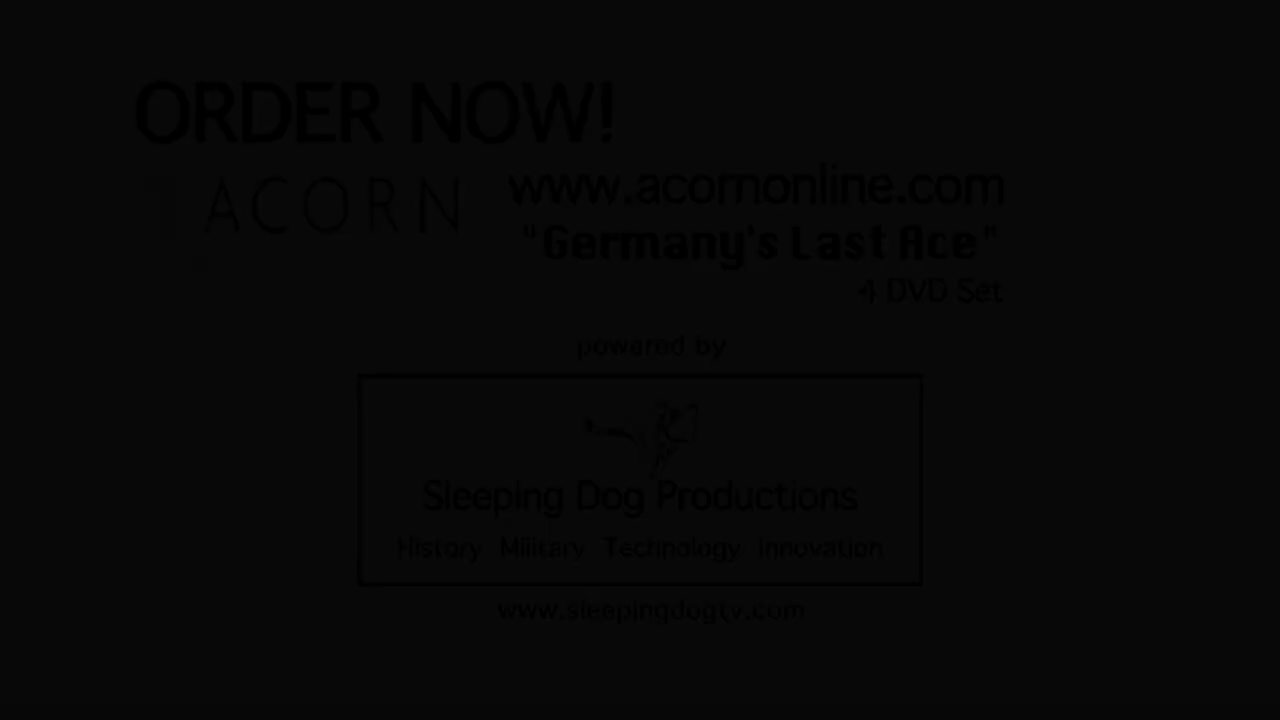 ORDER NOW!
ACORN
www.acornonline.com
"Germany's Last Ace"
4 DVD Set
powered by
Sleeping Dog Productions
History Military Technology Innovation
www.sleepingdogtv.com